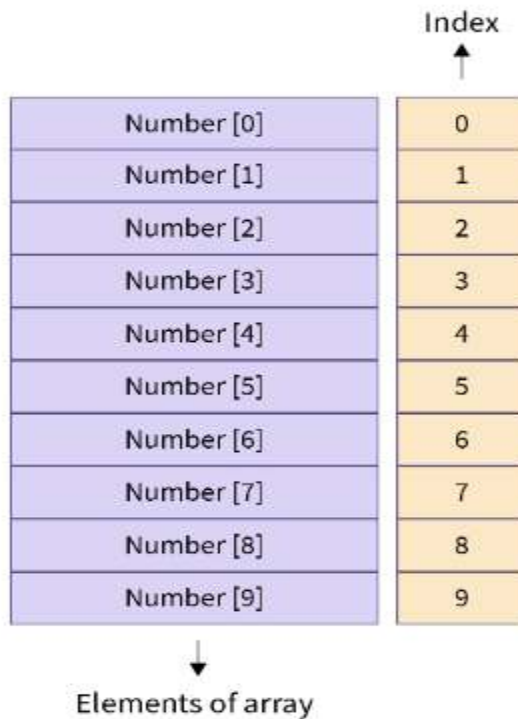 Index
Number [0] 0
Number [1] 1
Number [2] 2
Number [3] 3
Number [4] 4
Number [5] 5
Number [6] 6
Number [7] 7
Number [8] 8
Number [9] 9
Elements of array